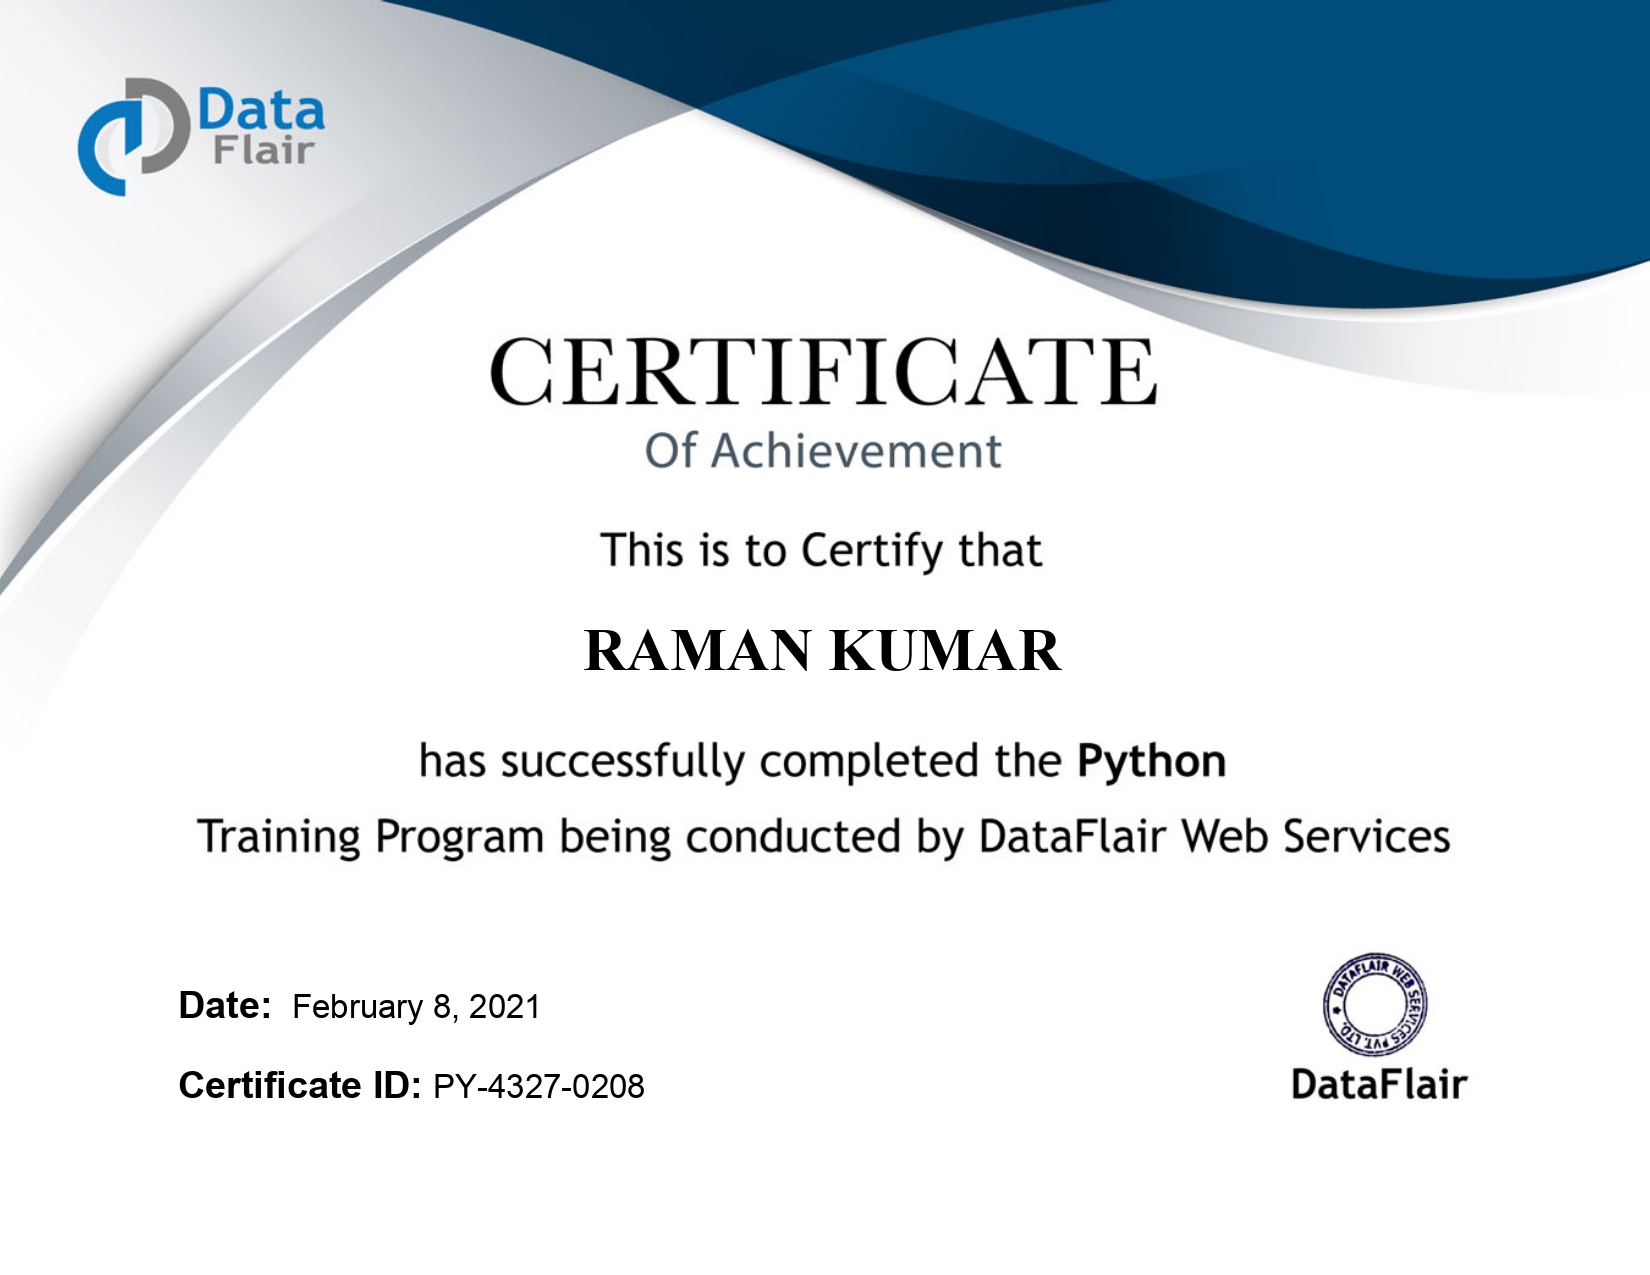 Data
Flair
CERTIFICATE
Of Achievement
This is to Certify that
RAMAN KUMAR
has successfully completed the Python
Training Program being conducted by DataFlair Web Services
Date: February 8, 2021
Certificate ID: PY-4327-0208
DATAFLAIR WEB SERVICES PVT. LTD.
DataFlair